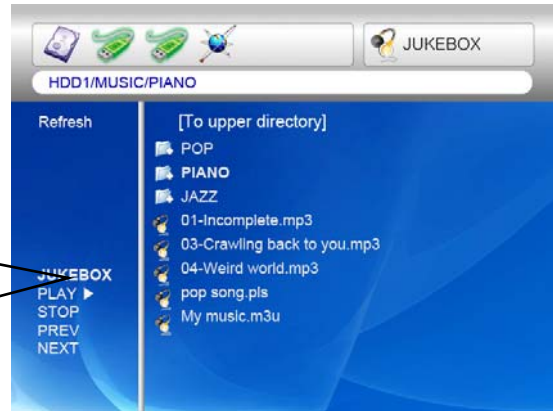 JUKEBOX
HDD1/MUSIC/PIANO
Refresh
[To upper directory]
POP
PIANO
JAZZ
01-Incomplete.mp3
03-Crawling back to you.mp3
04-Weird world.mp3
pop song.pls
My music.m3u
JUKEBOX
PLAY ▶
STOP
PREV
NEXT